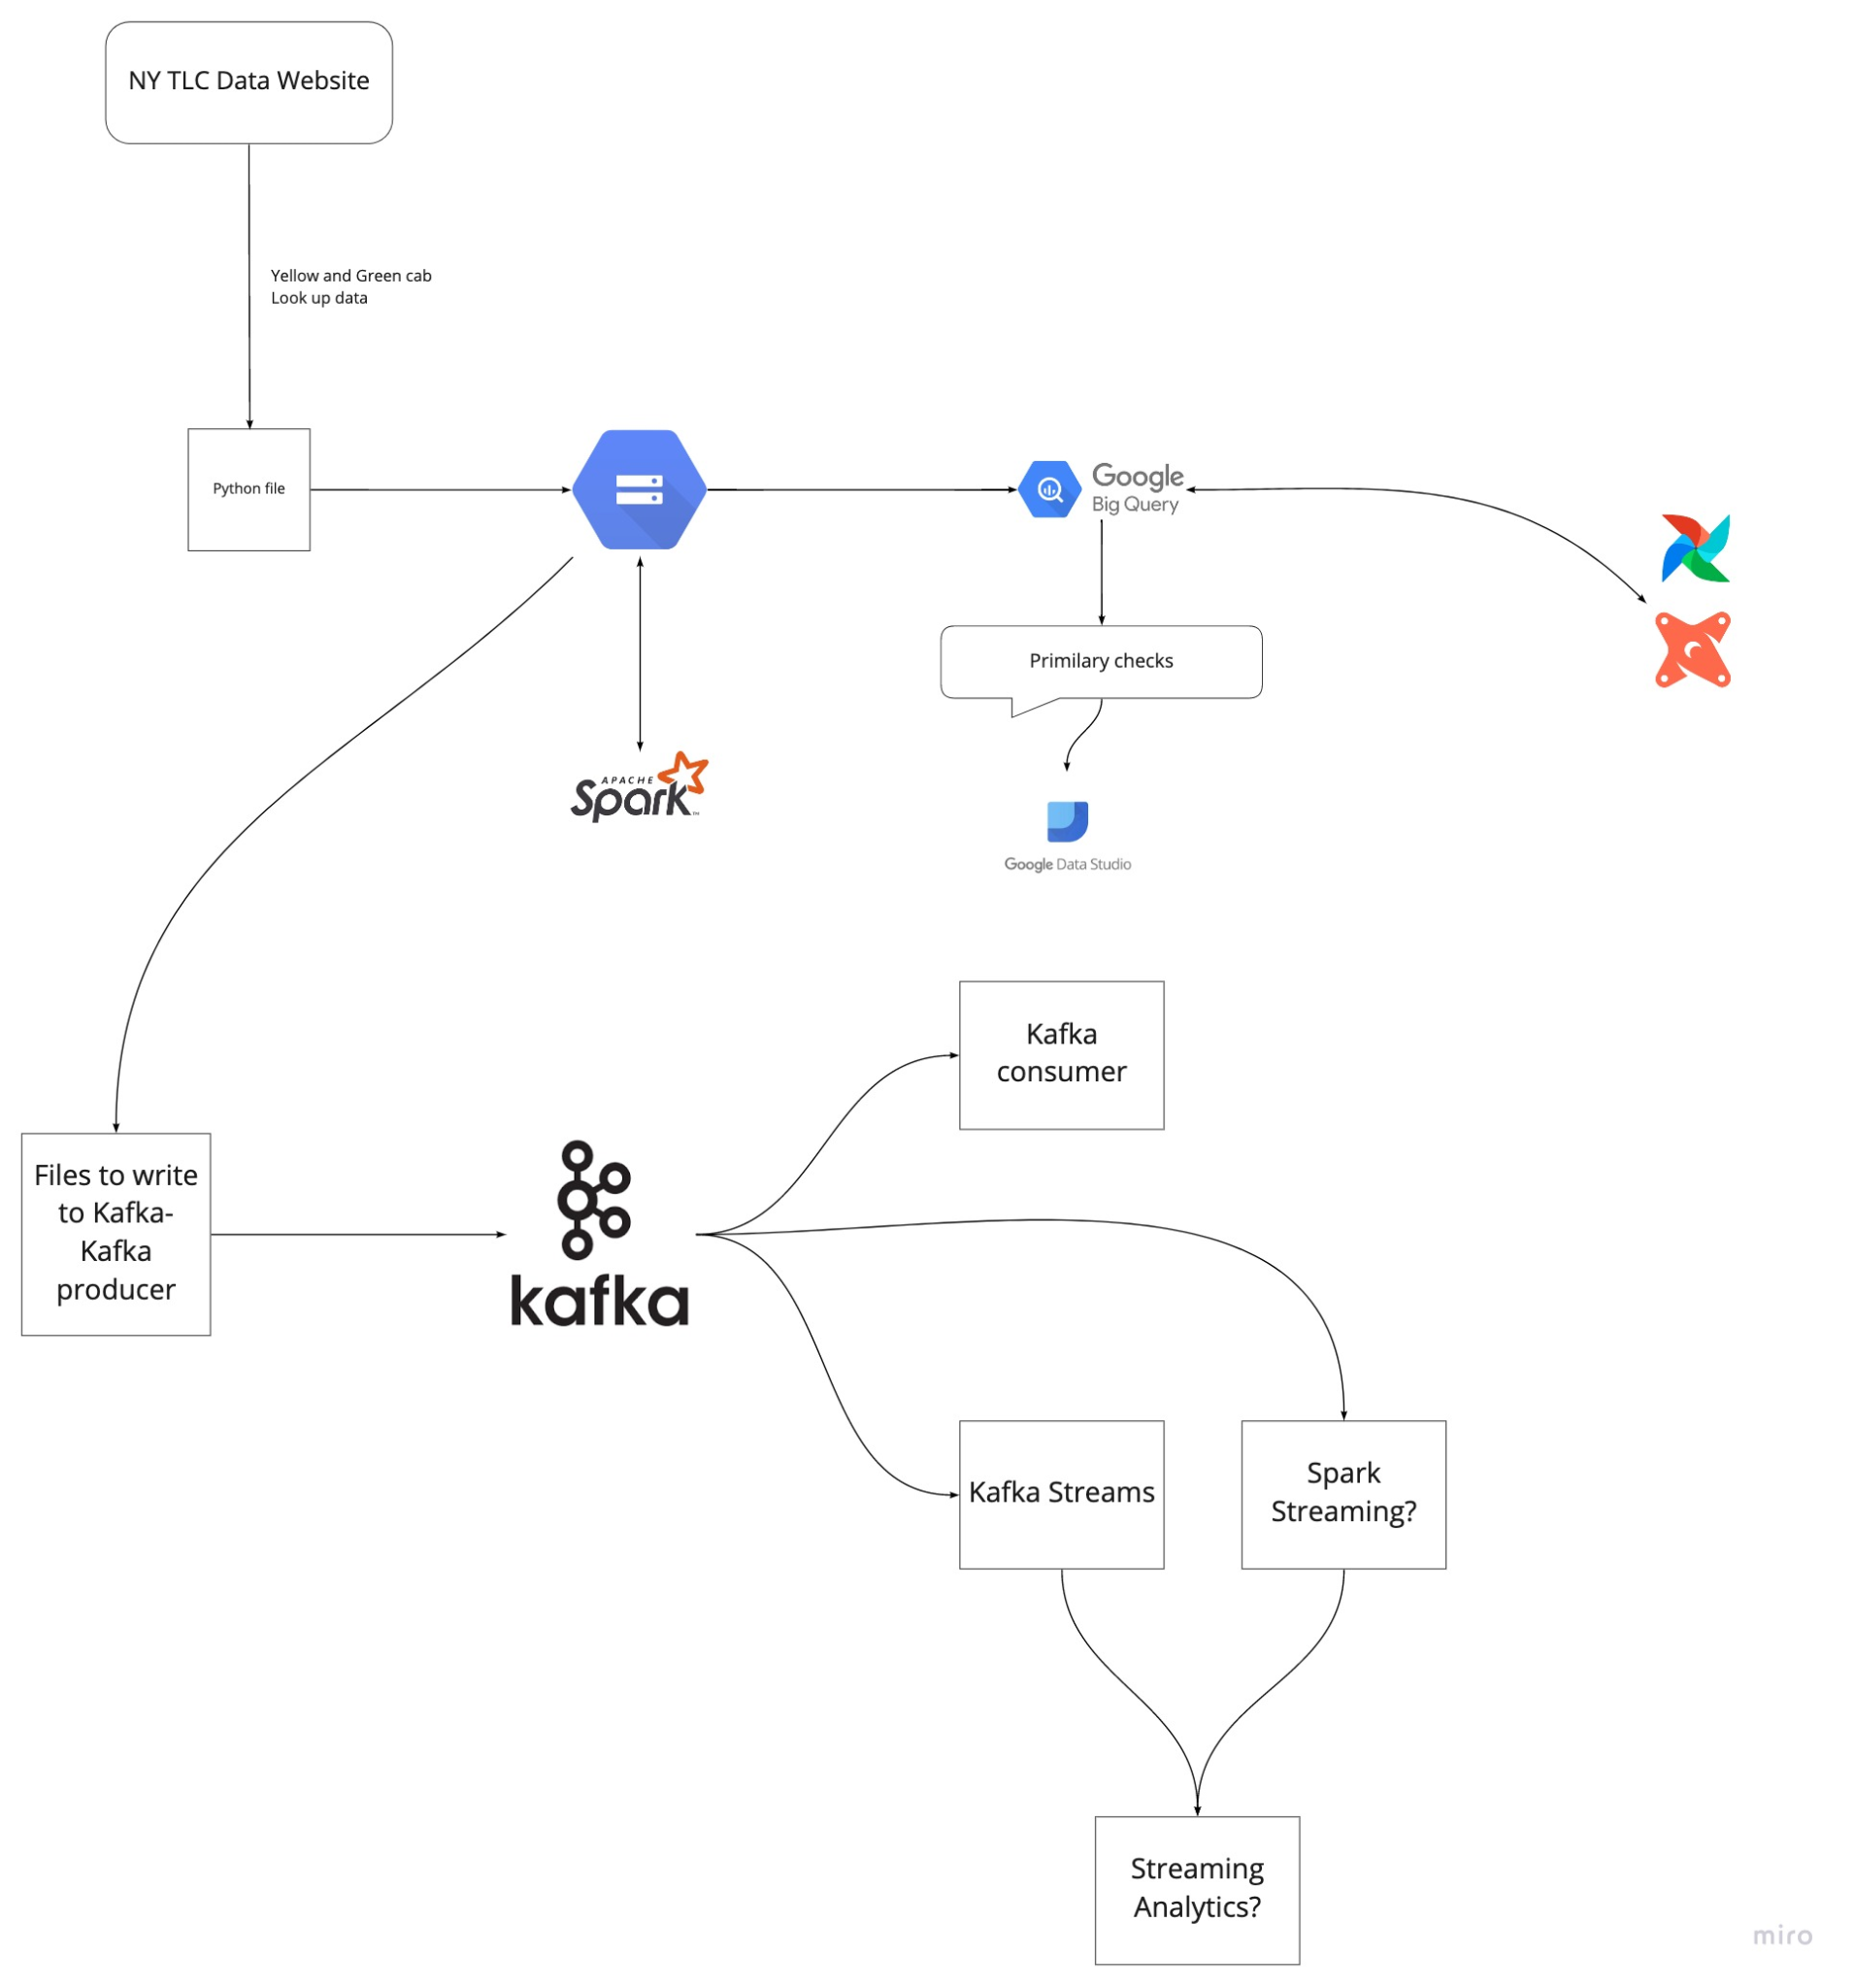 NY TLC Data Website
Yellow and Green cab
Look up data
Python file
Google
Big Query
Primilary checks
APACHE
Spark™
Google Data Studio
Kafka
consumer
Files to write
to Kafka-
Kafka
producer
kafka
Kafka Streams
Spark
Streaming?
Streaming
Analytics?
miro